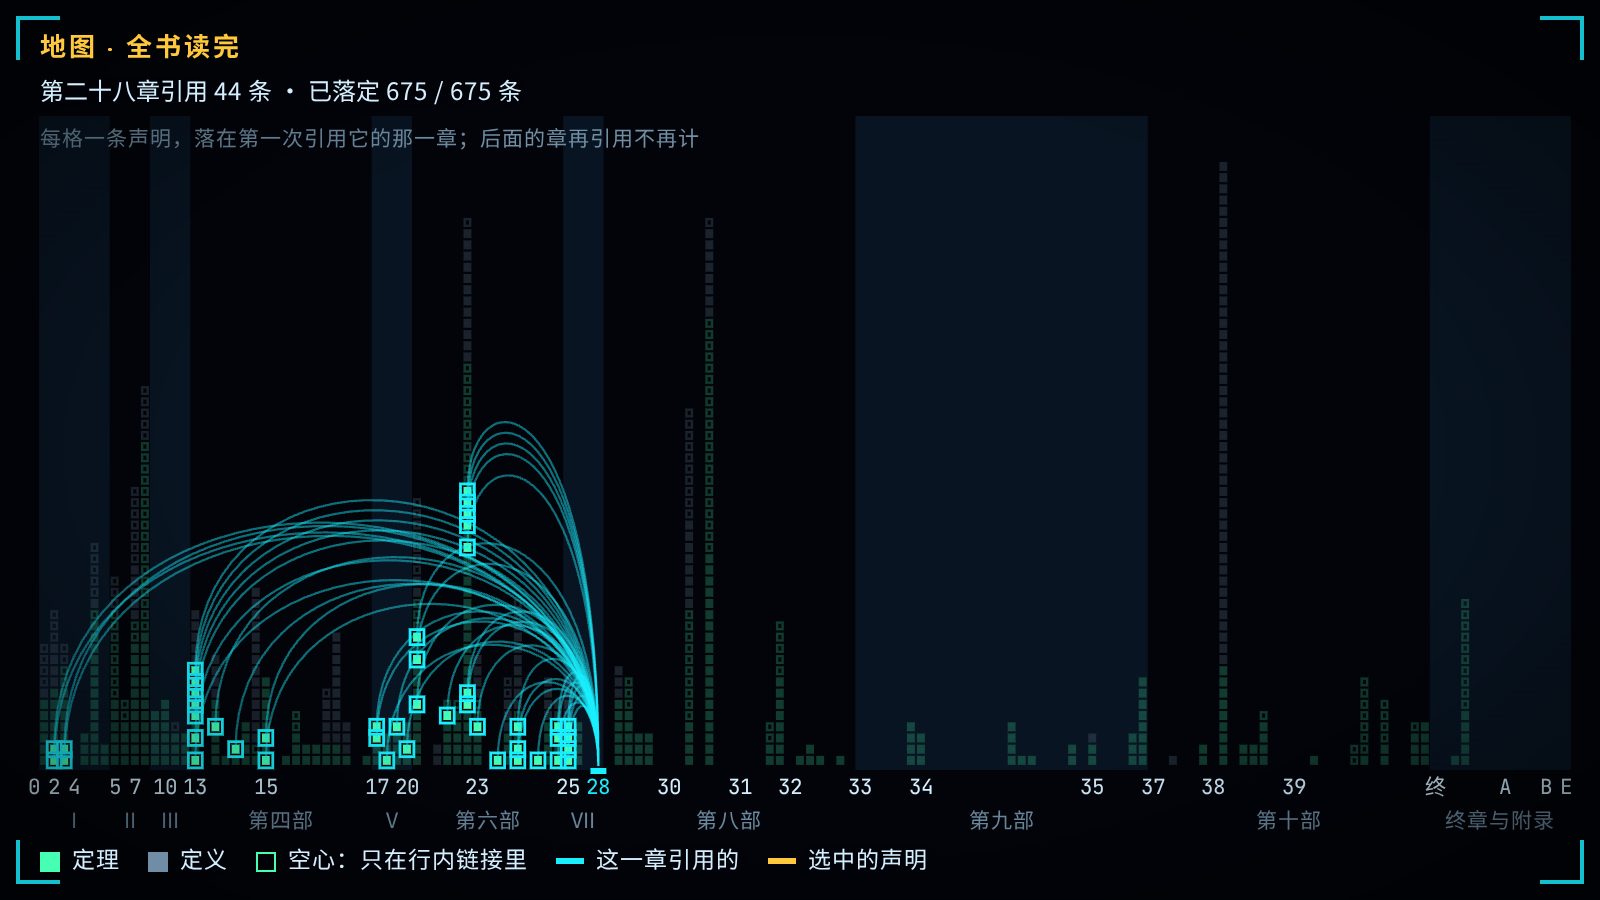 地图 · 全书读完
第二十八章引用 44 条 · 已落定 675 / 675 条
每格一条声明，落在第一次引用它的那一章；后面的章再引用不再计
0 2 4 5 7 10 13 15 17 20 23 25 28 30 31 32 33 34 35 37 38 39 终 A B E
I II III 第四部 V 第六部 VII 第八部 第九部 第十部 终章与附录
定理 定义 空心：只在行内链接里 这一章引用的 选中的声明